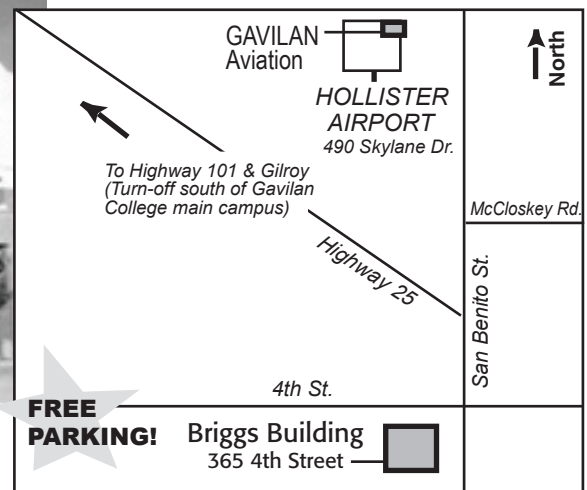 GAVILAN
Aviation
HOLLISTER
AIRPORT
490 Skylane Dr.
North
To Highway 101 & Gilroy
(Turn-off south of Gavilan
College main campus)
McCloskey Rd.
Highway 25
San Benito St.
4th St.
FREE
PARKING!
Briggs Building
365 4th Street